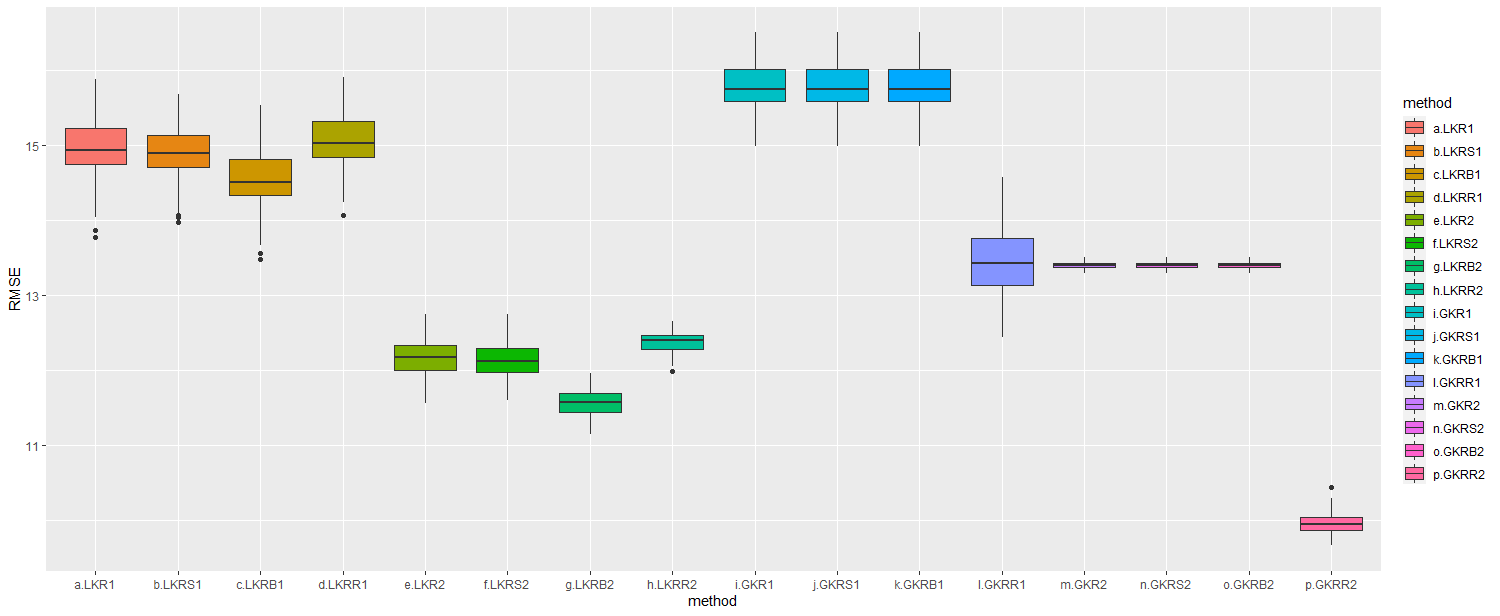 RMSE
15
13
11
a.LKR1 b.LKRS1 c.LKRB1 d.LKRR1 e.LKR2 f.LKRS2 g.LKRB2 h.LKRR2 i.GKR1 j.GKRS1 k.GKRB1 l.GKRR1 m.GKR2 n.GKRS2 o.GKRB2 p.GKRR2
method
method
a.LKR1
b.LKRS1
c.LKRB1
d.LKRR1
e.LKR2
f.LKRS2
g.LKRB2
h.LKRR2
i.GKR1
j.GKRS1
k.GKRB1
l.GKRR1
m.GKR2
n.GKRS2
o.GKRB2
p.GKRR2